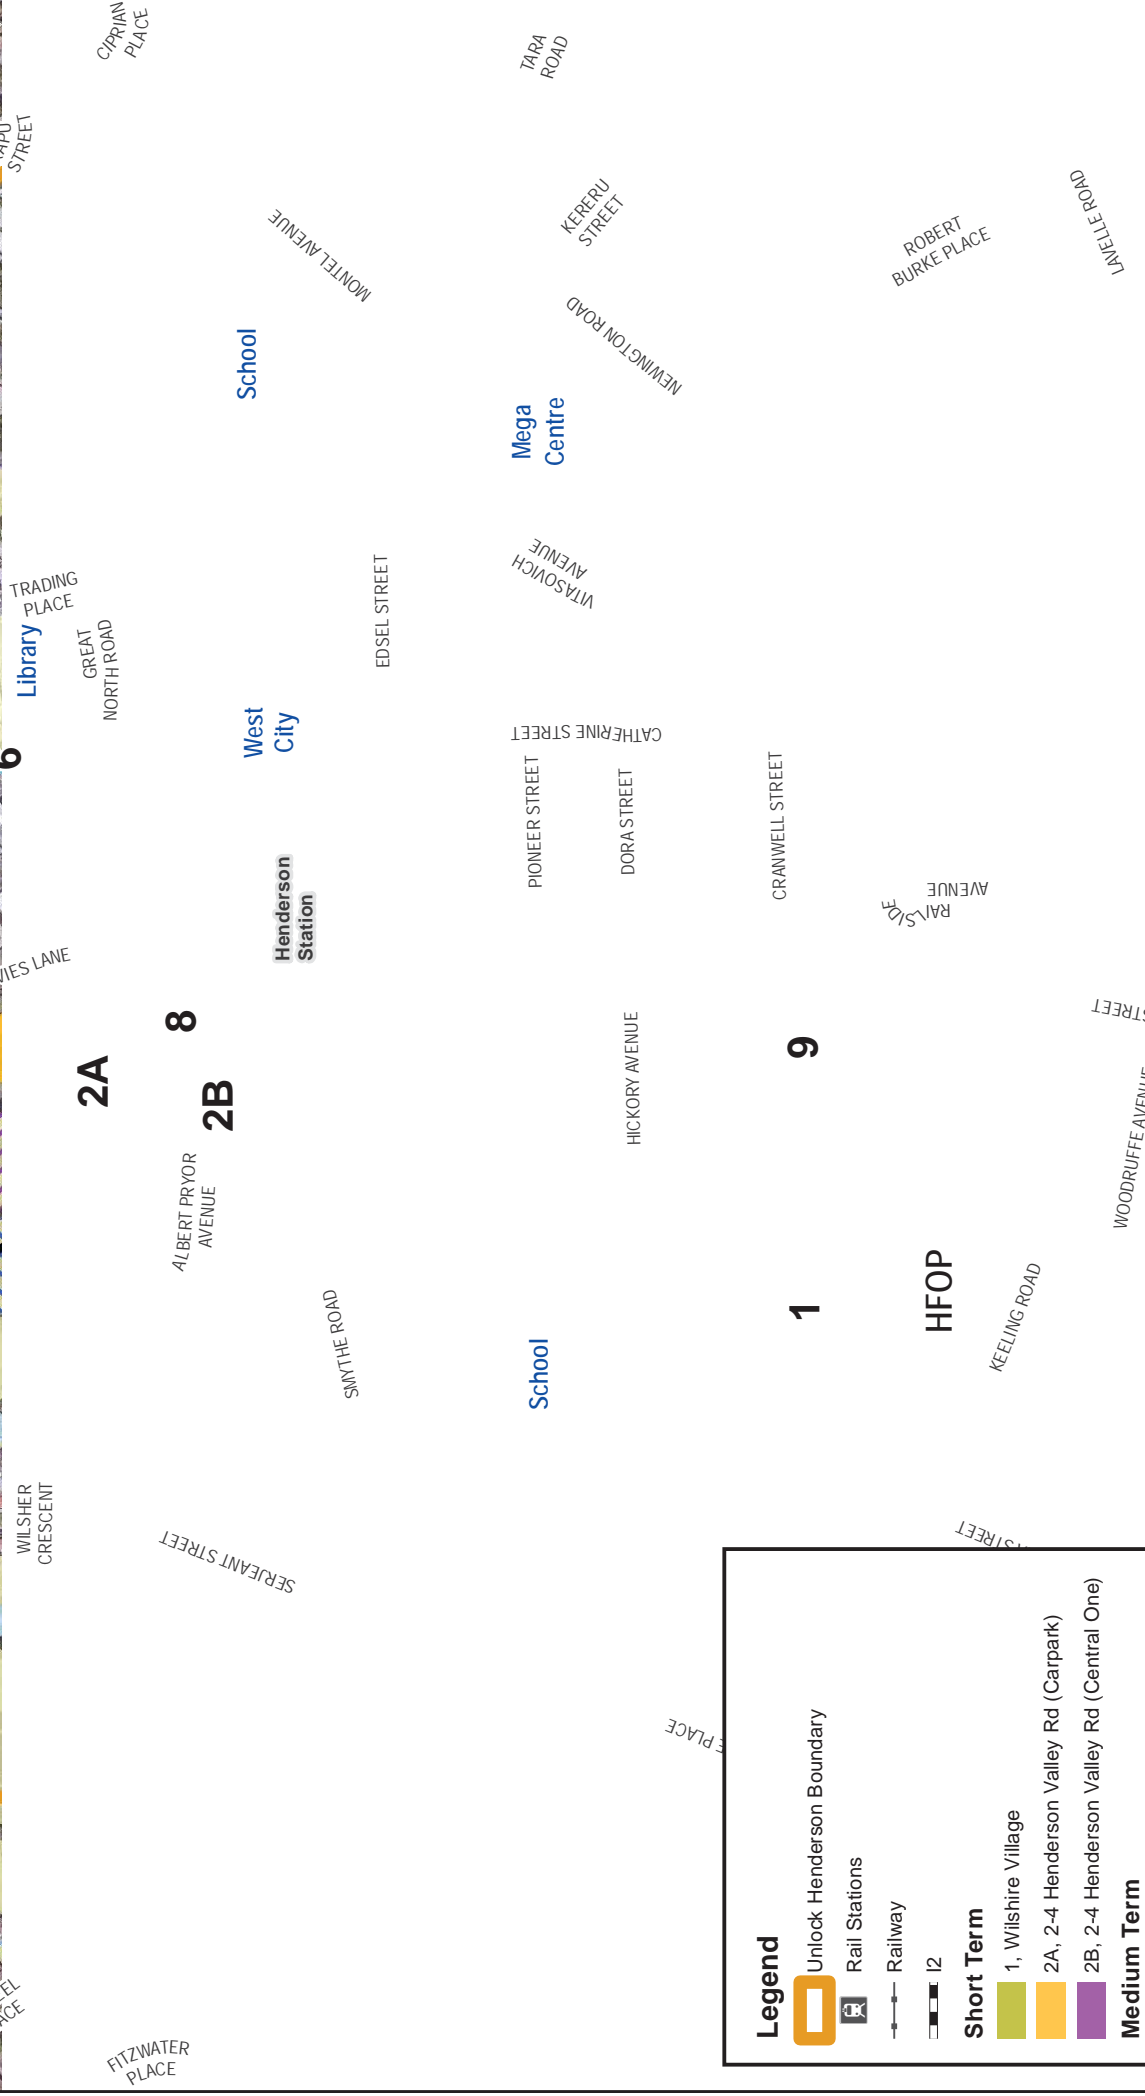 CIPRIAN
PLACE
STREET
TARA
ROAD
MONTEL AVENUE
KERERU
STREET
ROBERT
BURKE PLACE
LAVELLE ROAD
School
NEWINGTON ROAD
Mega
Centre
TRADING
PLACE
Library
GREAT
NORTH ROAD
EDSEL STREET
VITASOVICH
AVENUE
6
West
City
CATHERINE STREET
PIONEER STREET
DORA STREET
CRANWELL STREET
Henderson
Station
RAILSIDE
AVENUE
LANE
8
2A
2B
HICKORY AVENUE
9
STREET
WOODRUFFE AVENUE
ALBERT PRYOR
AVENUE
SMYTHE ROAD
School
1
HFOP
KEELING ROAD
WILSHER
CRESCENT
SERJEANT STREET
STREET
PLACE
FITZWATER
PLACE
Legend
Unlock Henderson Boundary
Rail Stations
Railway
I2
Short Term
1, Wilshire Village
2A, 2-4 Henderson Valley Rd (Carpark)
2B, 2-4 Henderson Valley Rd (Central One)
Medium Term